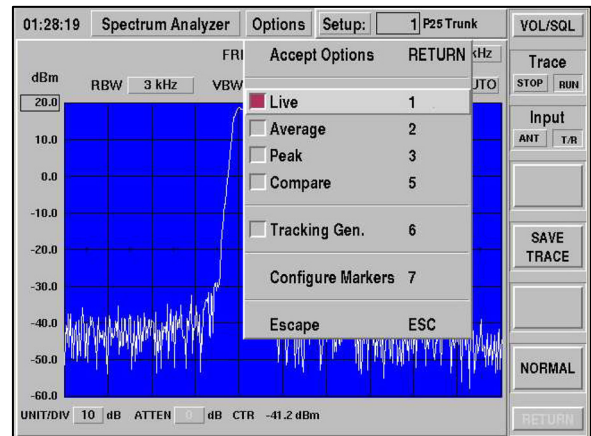 01:28:19 Spectrum Analyzer Options Setup: 1 P25 Trunk VOL/SQL
FRE kHz
Accept Options RETURN
Trace
STOP RUN
dBm RBW 3 kHz VBW UTO
20.0
10.0
0.0
-10.0
-20.0
-30.0
-40.0
-50.0
-60.0
Live 1
Average 2
Peak 3
Compare 5
Tracking Gen. 6
Configure Markers 7
Escape ESC
Input
ANT T/R
SAVE
TRACE
NORMAL
RETURN
UNIT/DIV 10 dB ATTEN 0 dB CTR -41.2 dBm